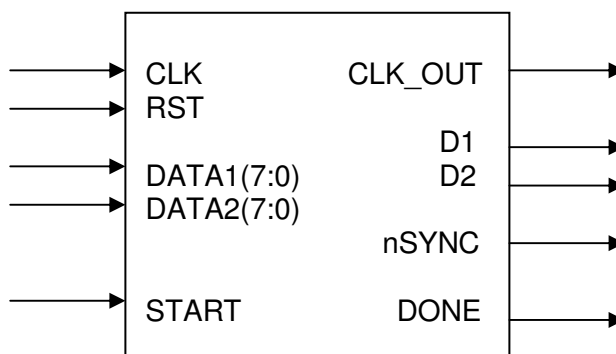 CLK CLK_OUT
RST
D1
DATA1(7:0) D2
DATA2(7:0)
nSYNC
START DONE